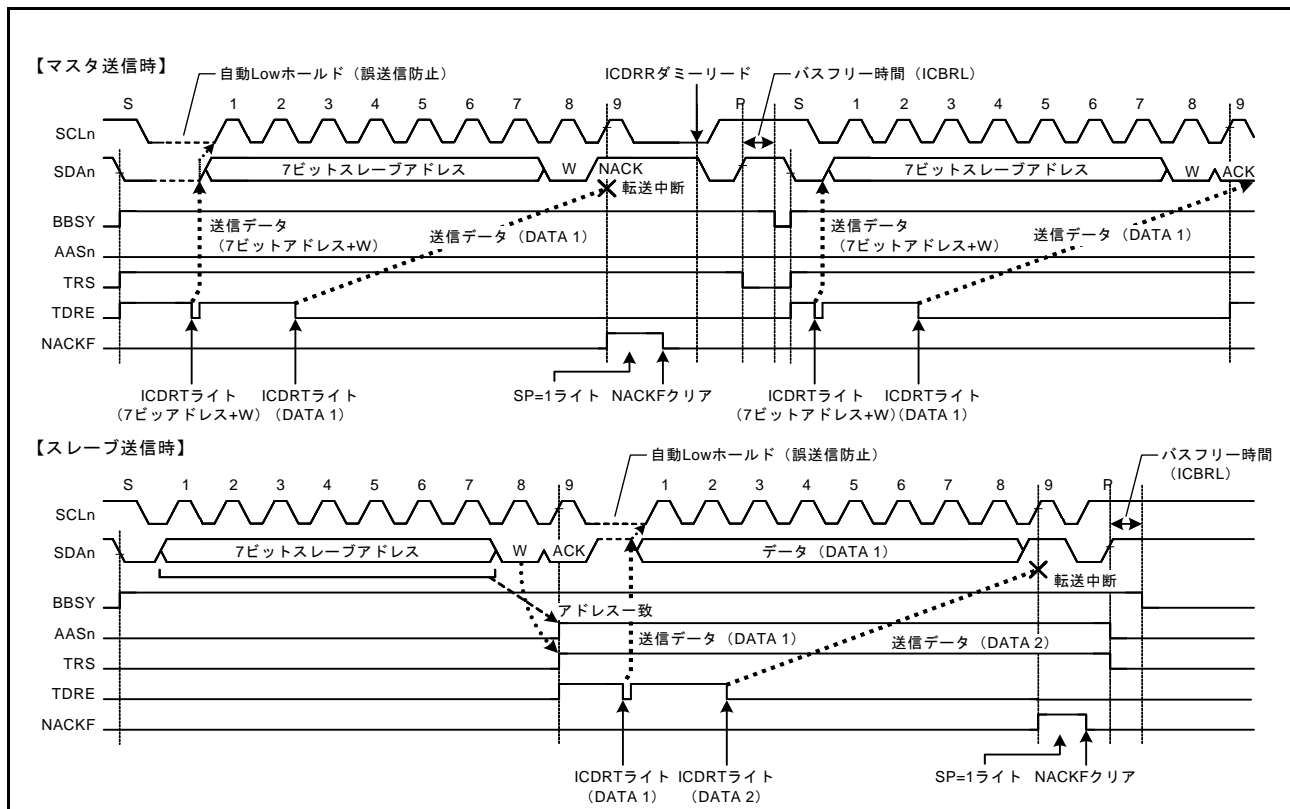 【マスタ送信時】
自動Lowホールド（誤送信防止）
ICDRRダミーリード
バスフリー時間（ICBRL）
S 1 2 3 4 5 6 7 8 9 P S 1 2 3 4 5 6 7 8 9
SCLn
SDAn 7ビットスレーブアドレス W NACK 7ビットスレーブアドレス W ACK
転送中断
BBSY
送信データ
（7ビットアドレス+W）
送信データ（DATA 1）
送信データ
（7ビットアドレス+W）
送信データ（DATA 1）
AASn
TRS
TDRE
NACKF
ICDRTライト
（7ビッアドレス+W）
ICDRTライト
（DATA 1）
SP=1ライト NACKFクリア
ICDRTライト
（7ビットアドレス+W）
ICDRTライト
（DATA 1）
【スレーブ送信時】
自動Lowホールド（誤送信防止）
バスフリー時間
（ICBRL）
S 1 2 3 4 5 6 7 8 9 1 2 3 4 5 6 7 8 9 P
SCLn
SDAn 7ビットスレーブアドレス W ACK データ（DATA 1）
転送中断
BBSY
アドレス一致
AASn
送信データ（DATA 1） 送信データ（DATA 2）
TRS
TDRE
NACKF
ICDRTライト
（DATA 1）
ICDRTライト
（DATA 2）
SP=1ライト NACKFクリア